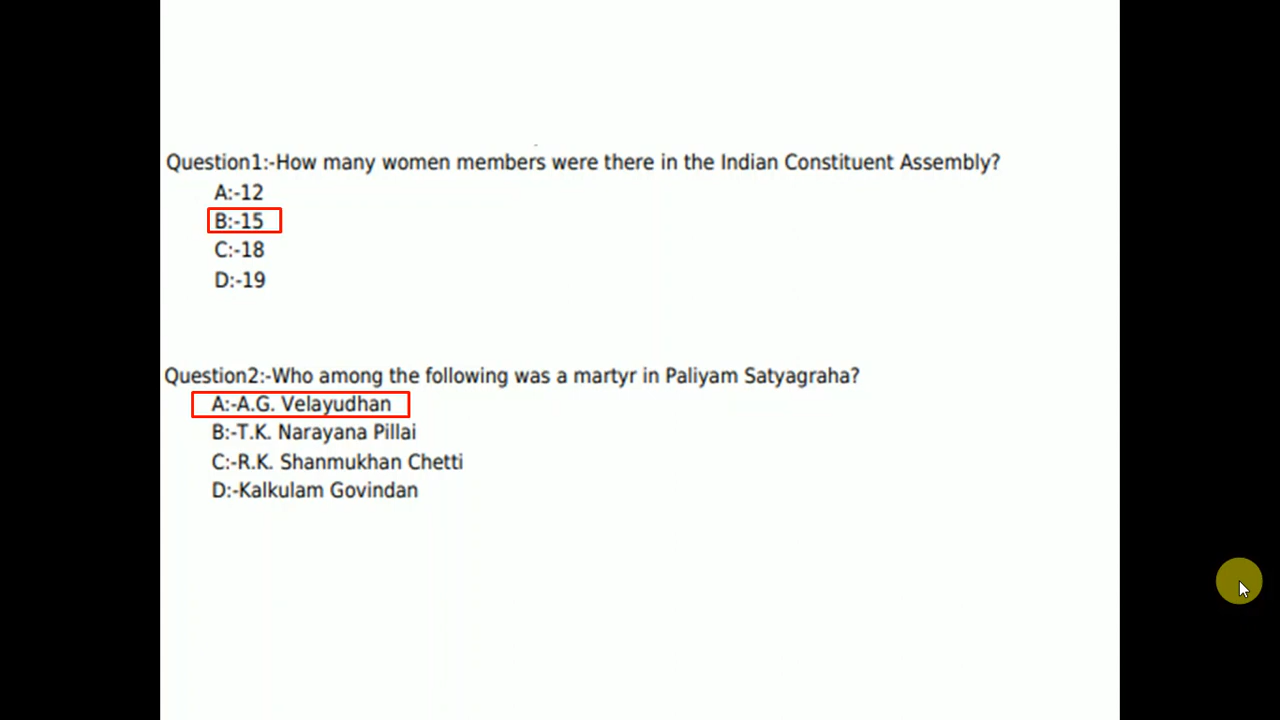 Question1:-How many women members were there in the Indian Constituent Assembly?
A:-12
B:-15
C:-18
D:-19
Question2:-Who among the following was a martyr in Paliyam Satyagraha?
A:-A.G. Velayudhan
B:-T.K. Narayana Pillai
C:-R.K. Shanmukhan Chetti
D:-Kalkulam Govindan